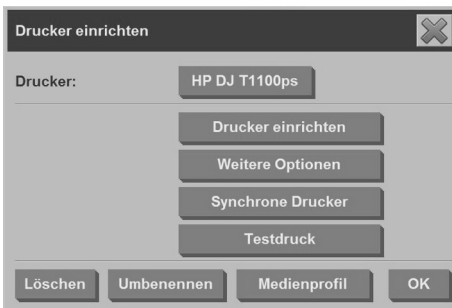 Drucker einrichten
Drucker: HP DJ T1100ps
Drucker einrichten
Weitere Optionen
Synchrone Drucker
Testdruck
Löschen Umbenennen Medienprofil OK